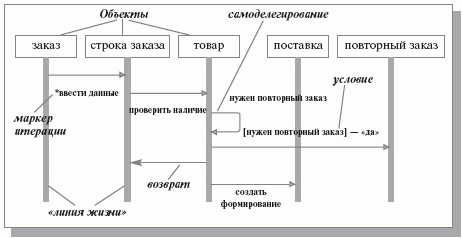 Объекты
самоделегирование
заказ
строка заказа
товар
поставка
повторный заказ
*ввести данные
проверить наличие
нужен повторный заказ
условие
маркер
итерации
[нужен повторный заказ] — «да»
возврат
создать
формирование
«линия жизни»